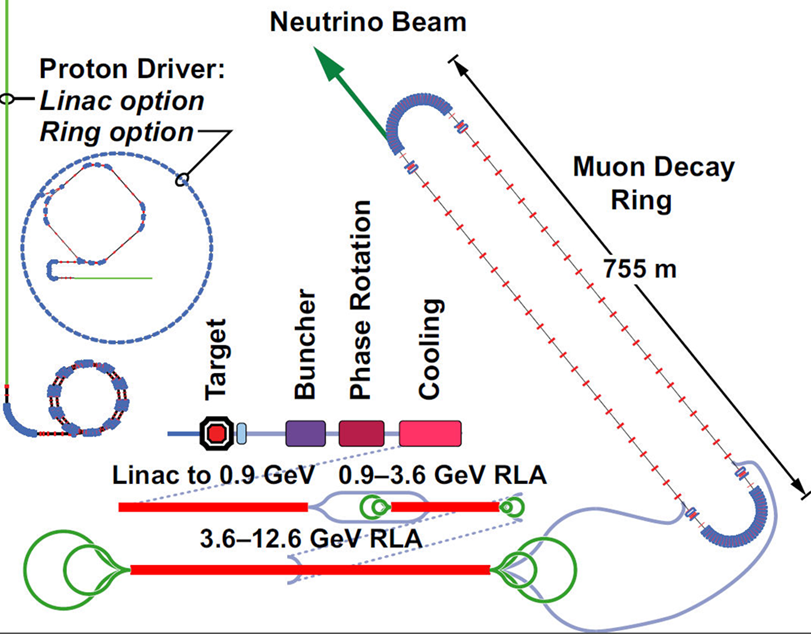 Neutrino Beam
Proton Driver:
Linac option
Ring option
Muon Decay
Ring
755 m
Target
Buncher
Phase Rotation
Cooling
Linac to 0.9 GeV
0.9–3.6 GeV RLA
3.6–12.6 GeV RLA